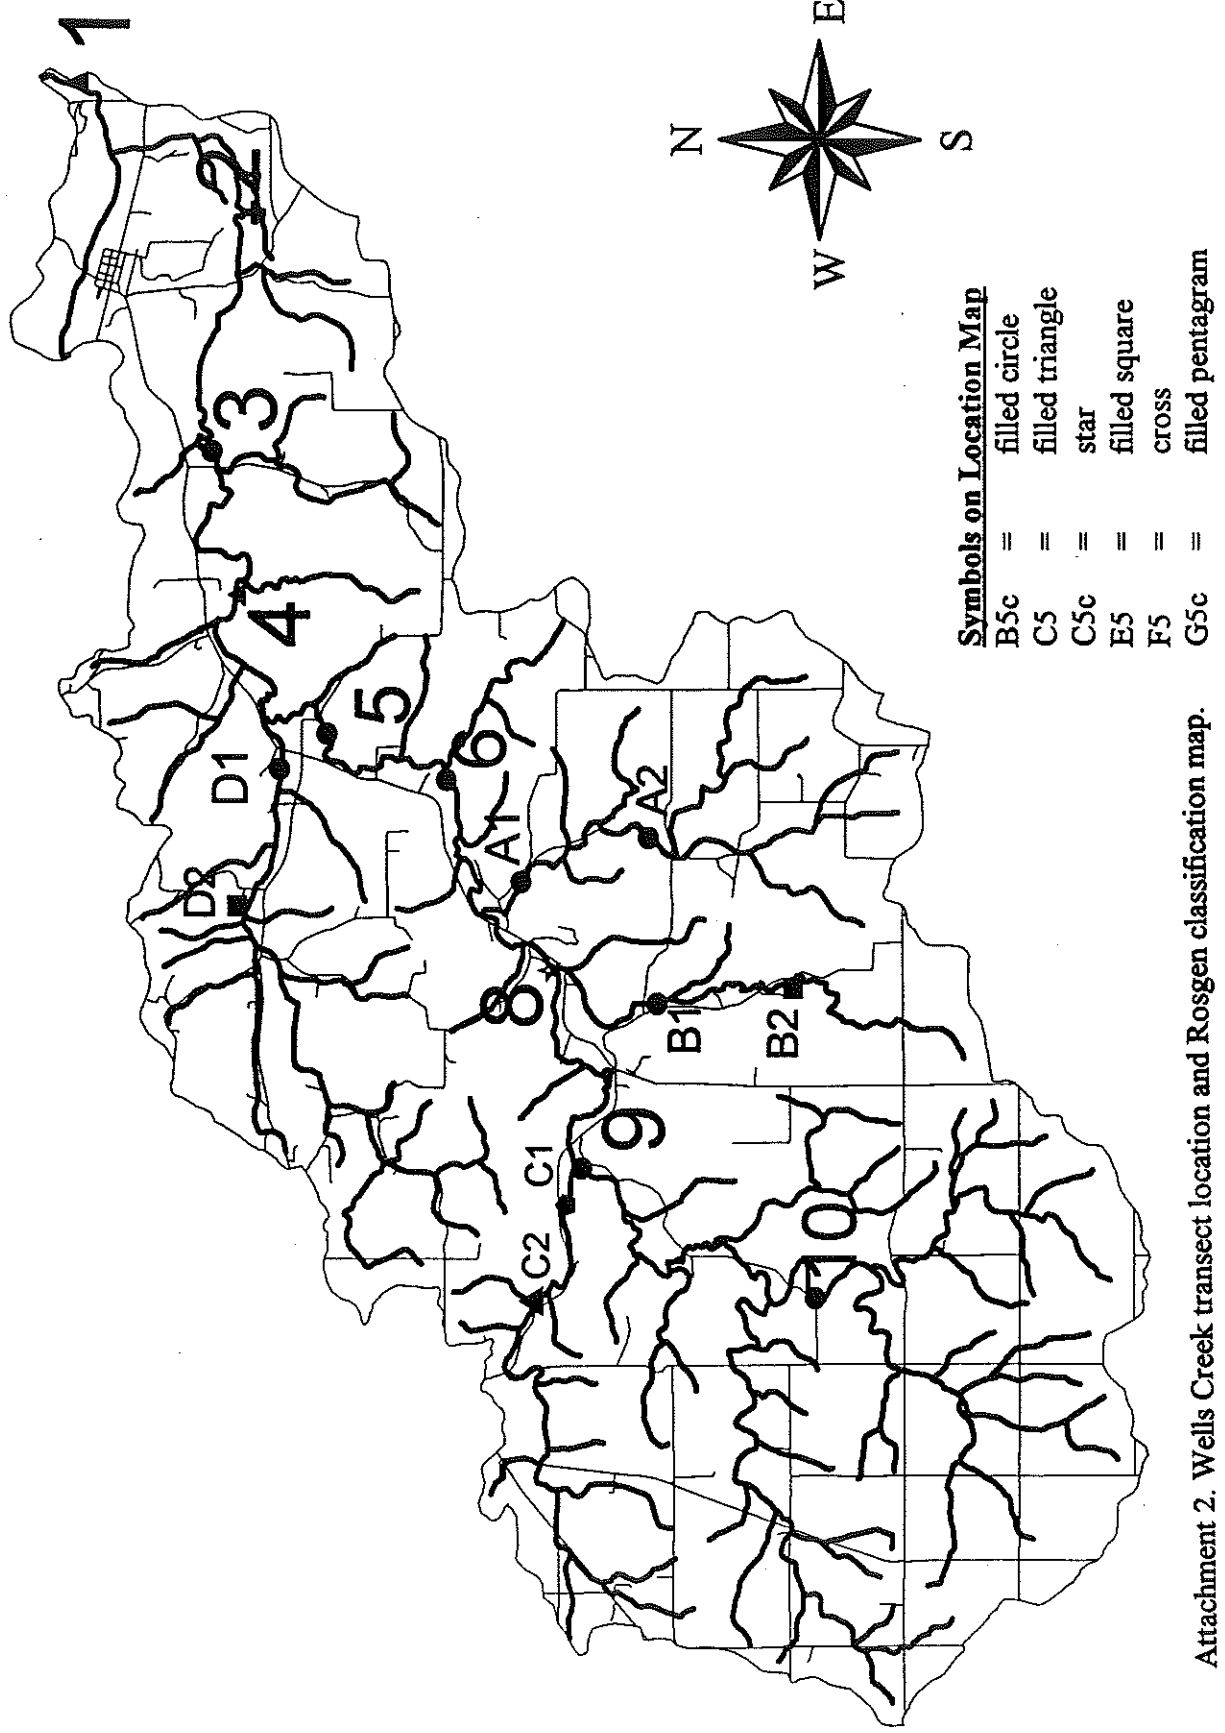 1
2
3
4
5
6
8
9
10
D1
D2
A1
A2
B1
B2
C1
C2
N
E
S
W
Symbols on Location Map
B5c = filled circle
C5 = filled triangle
C5c = star
E5 = filled square
F5 = cross
G5c = filled pentagram
Attachment 2. Wells Creek transect location and Rosgen classification map.